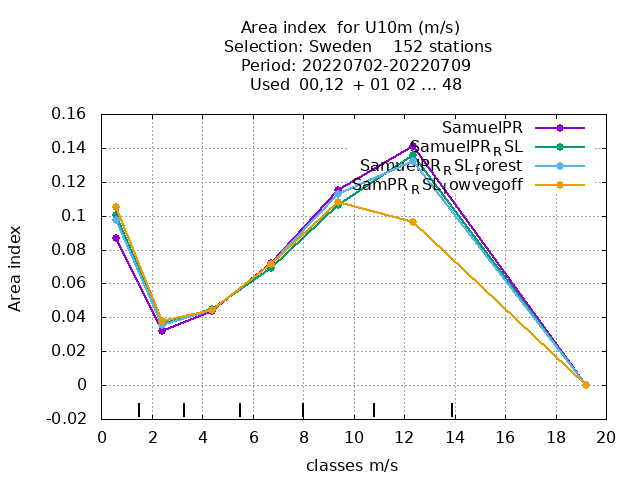 Area index  for U10m (m/s)
Selection: Sweden    152 stations
Period: 20220702-20220709
Used  00,12  + 01 02 ... 48
0.16
0.14
0.12
0.1
0.08
0.06
0.04
0.02
0
-0.02
Area index
SamuelPR
SamuelPR_RSL
SamuelPR_RSL_forest
SamPR_RSL_lowvegoff
0 2 4 6 8 10 12 14 16 18 20
classes m/s